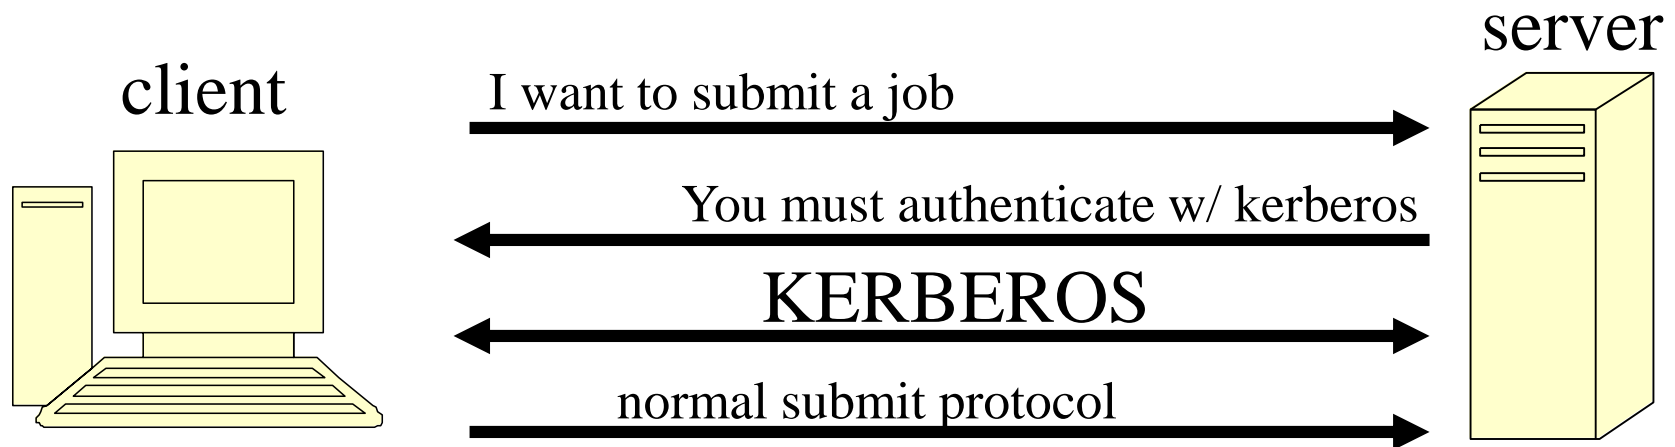 server
client
I want to submit a job
You must authenticate w/ kerberos
KERBEROS
normal submit protocol